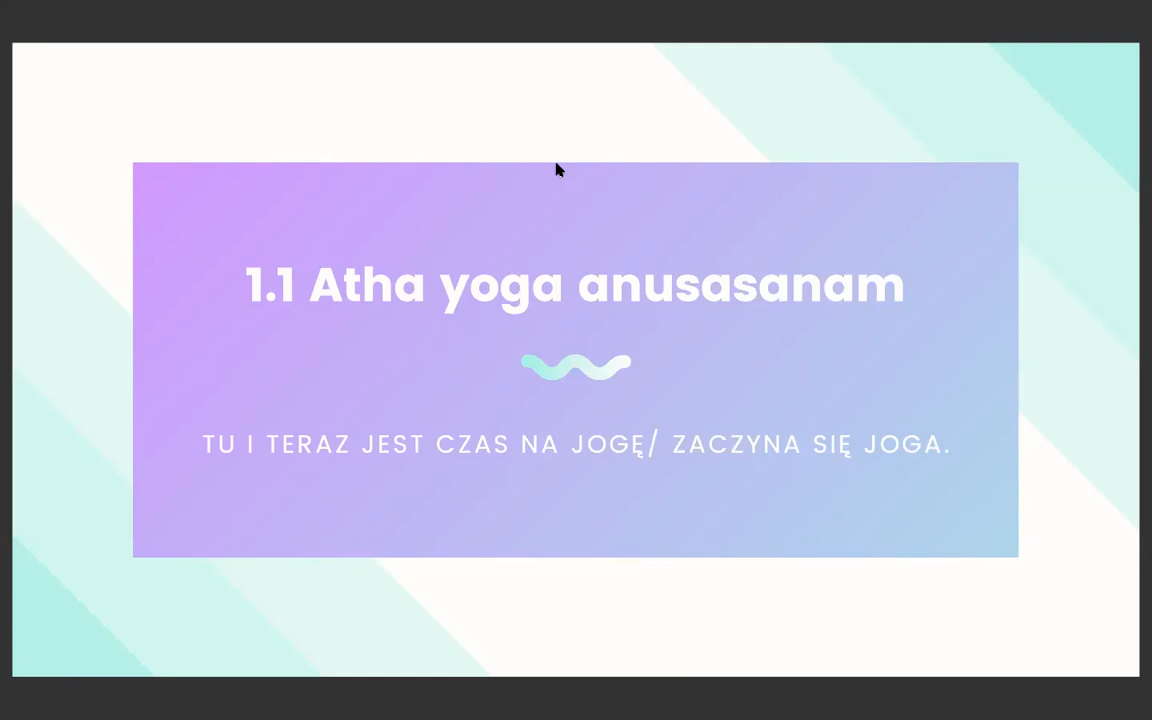 1.1 Atha yoga anusasanam
TU I TERAZ JEST CZAS NA JOGĘ/ ZACZYNA SIĘ JOGA.